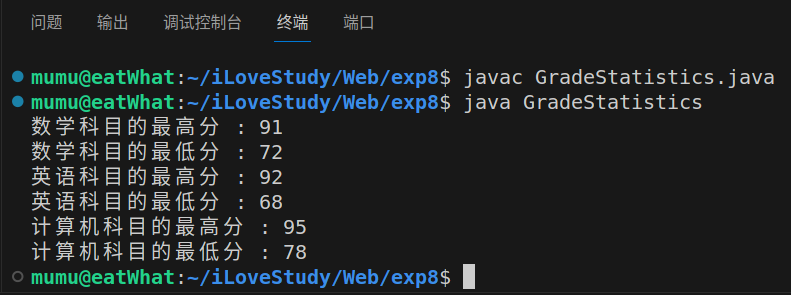 问题 输出 调试控制台 终端 端口
mumu@eatWhat:~/iLoveStudy/Web/exp8$ javac GradeStatistics.java
mumu@eatWhat:~/iLoveStudy/Web/exp8$ java GradeStatistics
数学科目的最高分 : 91
数学科目的最低分 : 72
英语科目的最高分 : 92
英语科目的最低分 : 68
计算机科目的最高分 : 95
计算机科目的最低分 : 78
mumu@eatWhat:~/iLoveStudy/Web/exp8$